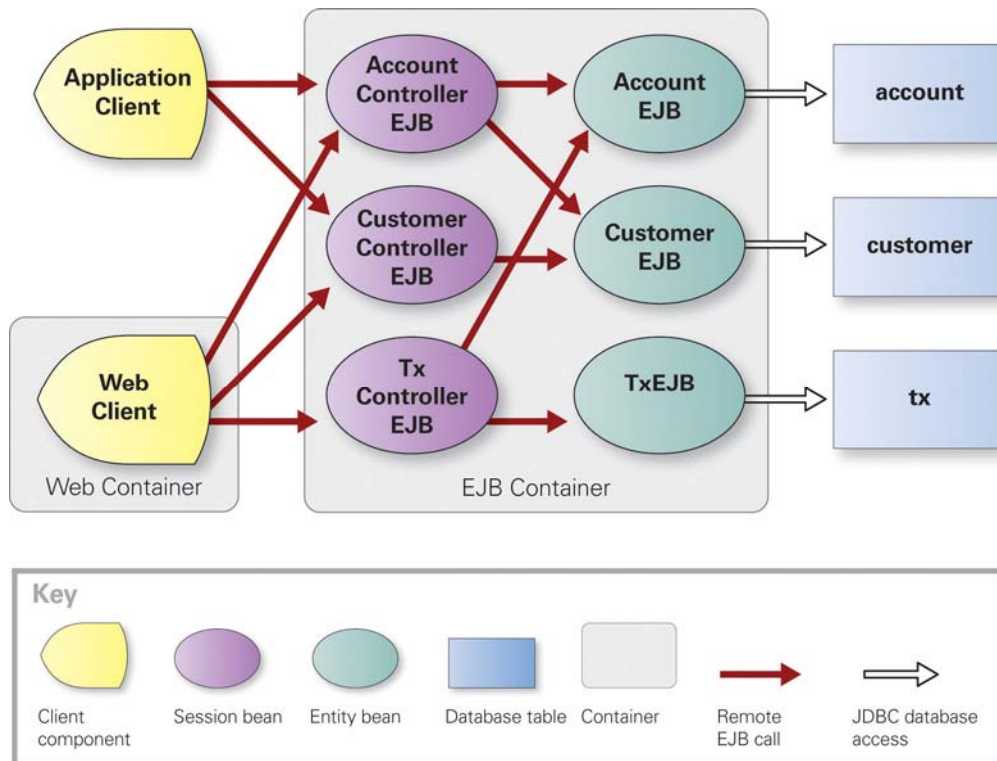 Application
Client
Account
Controller
EJB
Account
EJB
account
Customer
Controller
EJB
Customer
EJB
customer
Web
Client
Tx
Controller
EJB
TxEJB
tx
Web Container
EJB Container
Key
Client
component
Session bean
Entity bean
Database table
Container
Remote
EJB call
JDBC database
access